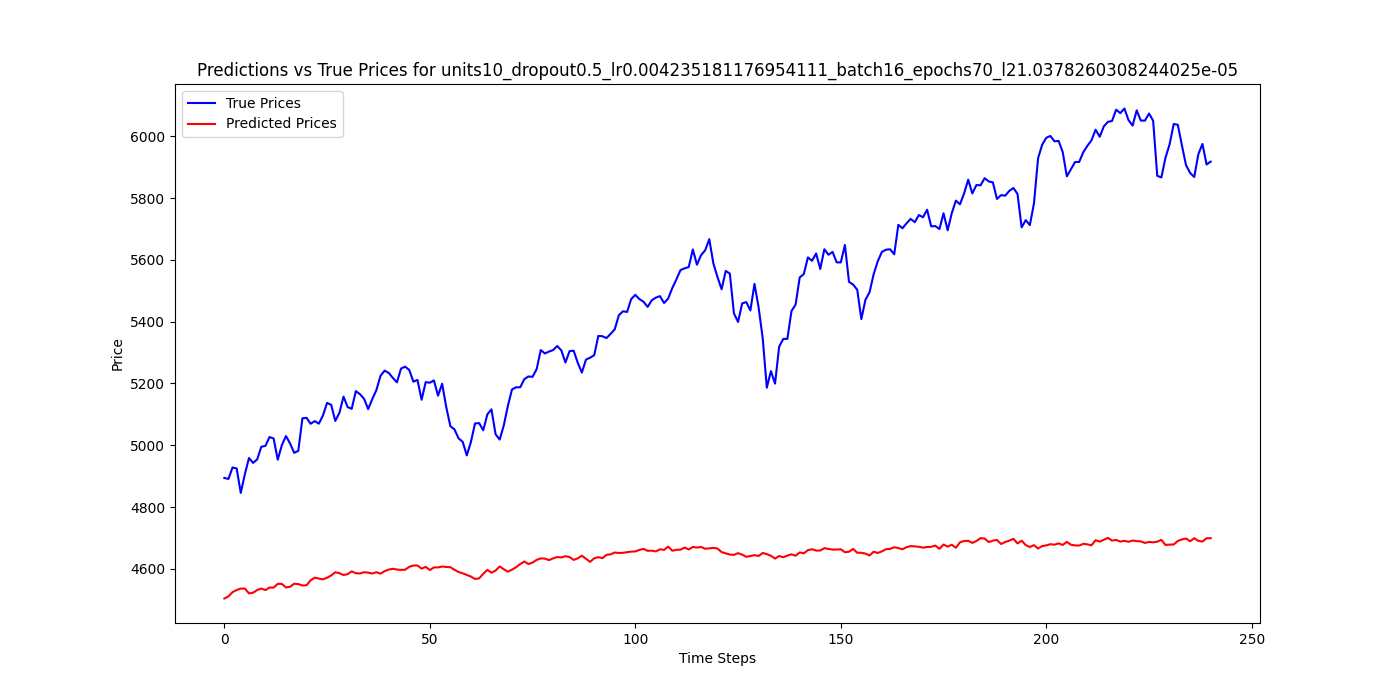 Predictions vs True Prices for units10_dropout0.5_lr0.004235181176954111_batch16_epochs70_l21.0378260308244025e-05
True Prices
Predicted Prices
Price
6000
5800
5600
5400
5200
5000
4800
4600
0 50 100 150 200 250
Time Steps